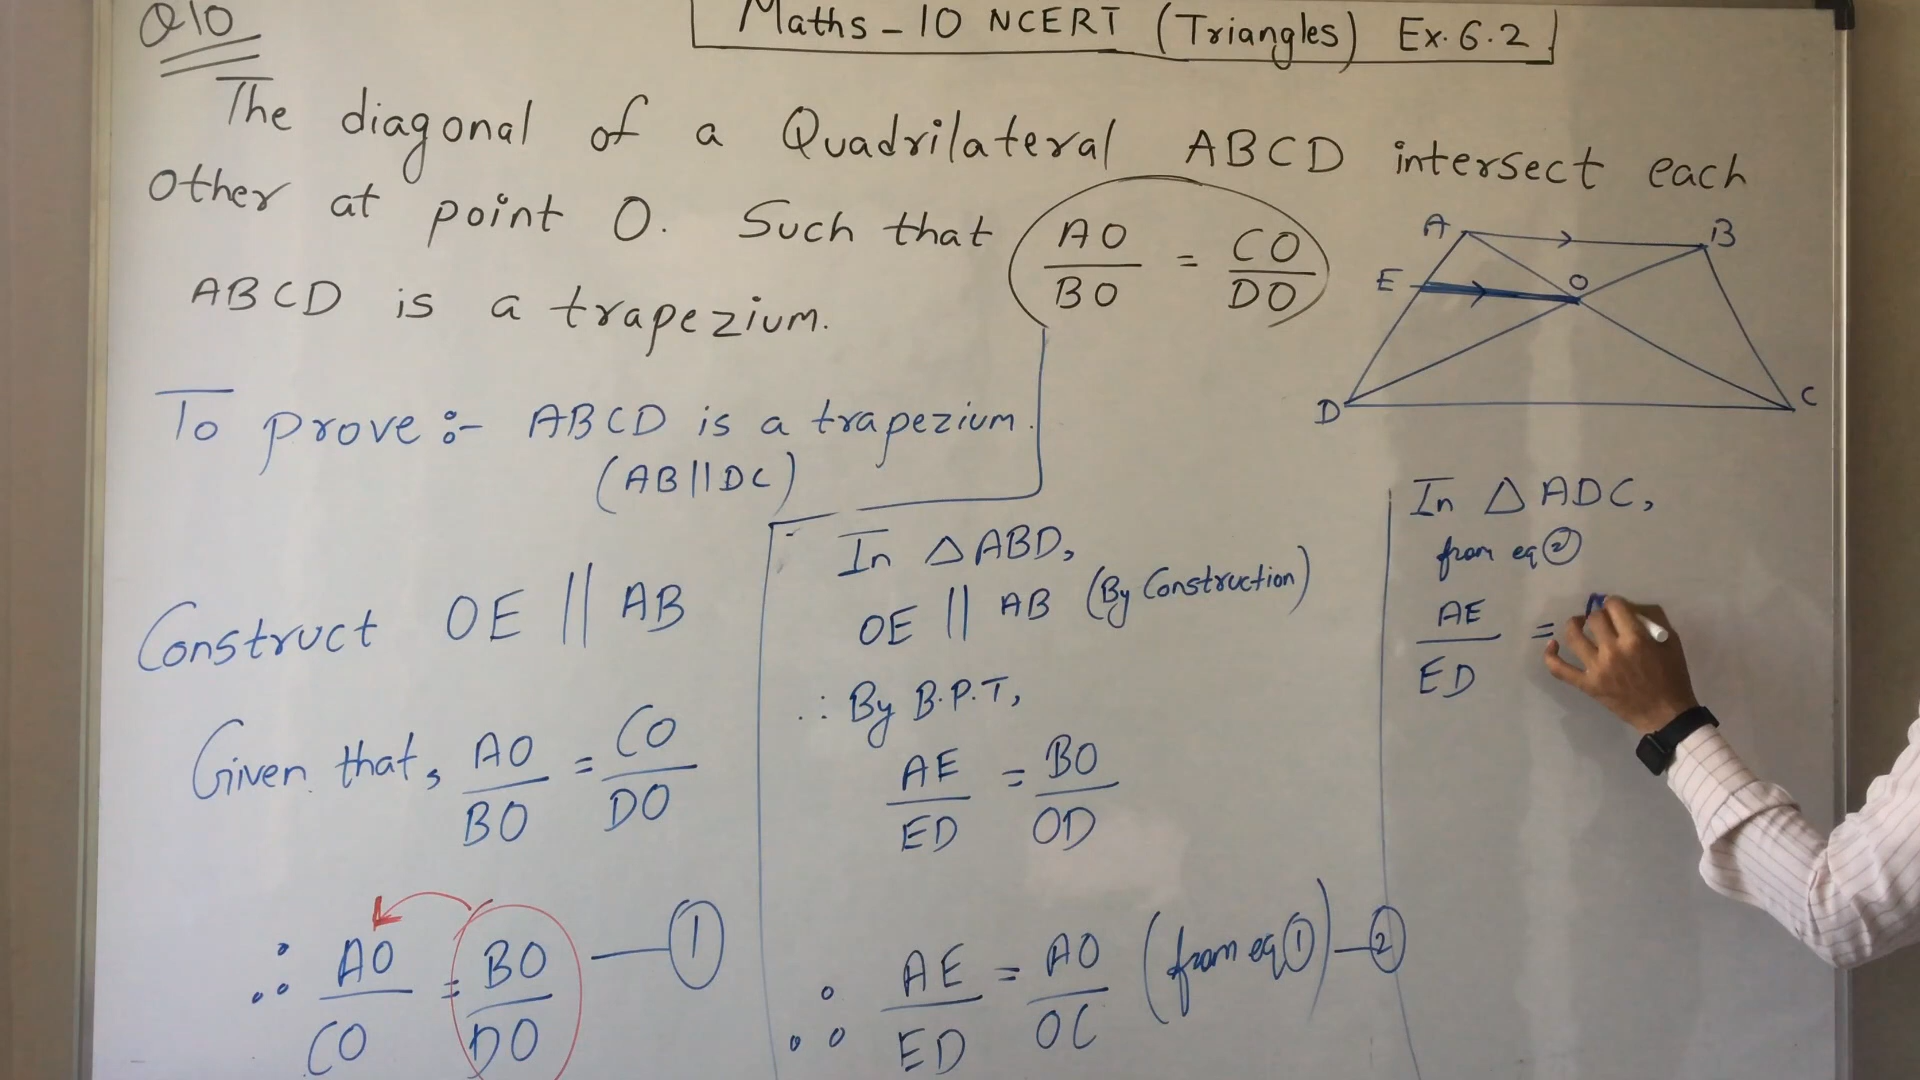 Q10
Maths - 10 NCERT (Triangles) Ex. 6.2
The diagonal of a Quadrilateral ABCD intersect each
Other at point O. Such that AO/BO = CO/DO
ABCD is a trapezium.
A B
E O
D C
To prove :- ABCD is a trapezium.
(AB||DC)
Construct OE || AB
Given that, AO/BO = CO/DO
∴ AO/CO = BO/DO — ①
In △ABD,
OE || AB (By Construction)
∴ By B.P.T,
AE/ED = BO/OD
∴ AE/ED = AO/OC (from eq ①) — ②
In △ADC,
from eq ②
AE/ED =